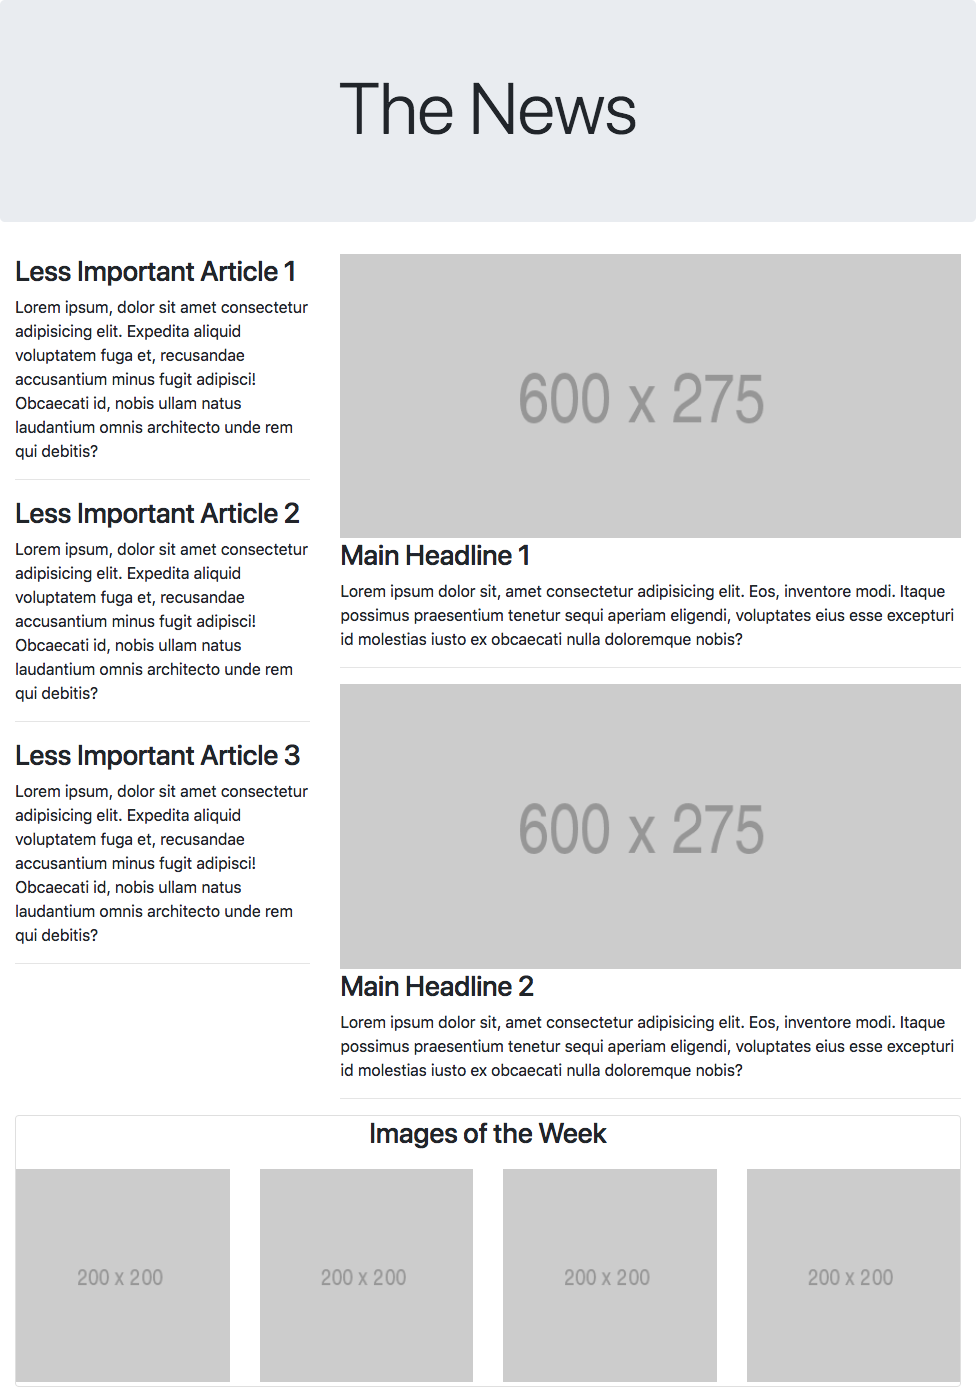 The News
Less Important Article 1
Lorem ipsum, dolor sit amet consectetur
adipisicing elit. Expedita aliquid
voluptatem fuga et, recusandae
accusantium minus fugit adipisci!
Obcaecati id, nobis ullam natus
laudantium omnis architecto unde rem
qui debitis?
Less Important Article 2
Lorem ipsum, dolor sit amet consectetur
adipisicing elit. Expedita aliquid
voluptatem fuga et, recusandae
accusantium minus fugit adipisci!
Obcaecati id, nobis ullam natus
laudantium omnis architecto unde rem
qui debitis?
Less Important Article 3
Lorem ipsum, dolor sit amet consectetur
adipisicing elit. Expedita aliquid
voluptatem fuga et, recusandae
accusantium minus fugit adipisci!
Obcaecati id, nobis ullam natus
laudantium omnis architecto unde rem
qui debitis?
600 x 275
Main Headline 1
Lorem ipsum dolor sit, amet consectetur adipisicing elit. Eos, inventore modi. Itaque
possimus praesentium tenetur sequi aperiam eligendi, voluptates eius esse excepturi
id molestias iusto ex obcaecati nulla doloremque nobis?
600 x 275
Main Headline 2
Lorem ipsum dolor sit, amet consectetur adipisicing elit. Eos, inventore modi. Itaque
possimus praesentium tenetur sequi aperiam eligendi, voluptates eius esse excepturi
id molestias iusto ex obcaecati nulla doloremque nobis?
Images of the Week
200 x 200
200 x 200
200 x 200
200 x 200